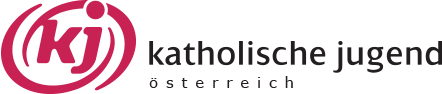 kj
katholische jugend
österreich